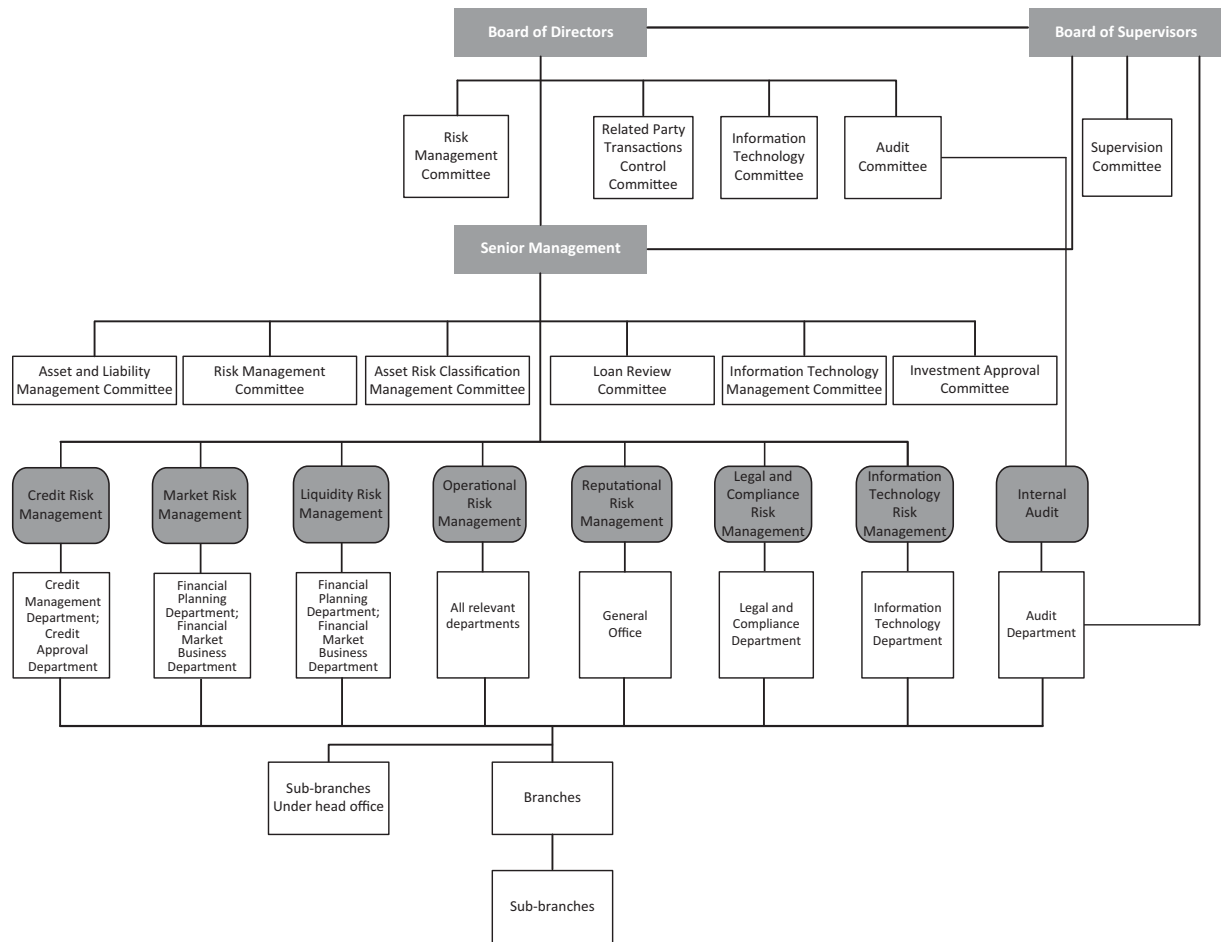 Board of Directors
Board of Supervisors
Risk
Management
Committee
Related Party
Transactions
Control
Committee
Information
Technology
Committee
Audit
Committee
Supervision
Committee
Senior Management
Asset and Liability
Management Committee
Risk Management
Committee
Asset Risk Classification
Management Committee
Loan Review
Committee
Information Technology
Management Committee
Investment Approval
Committee
Credit Risk
Management
Market Risk
Management
Liquidity Risk
Management
Operational
Risk
Management
Reputational
Risk
Management
Legal and
Compliance
Risk
Management
Information
Technology
Risk
Management
Internal
Audit
Credit
Management
Department;
Credit
Approval
Department
Financial
Planning
Department;
Financial
Market
Business
Department
Financial
Planning
Department;
Financial
Market
Business
Department
All relevant
departments
General
Office
Legal and
Compliance
Department
Information
Technology
Department
Audit
Department
Sub-branches
Under head office
Branches
Sub-branches